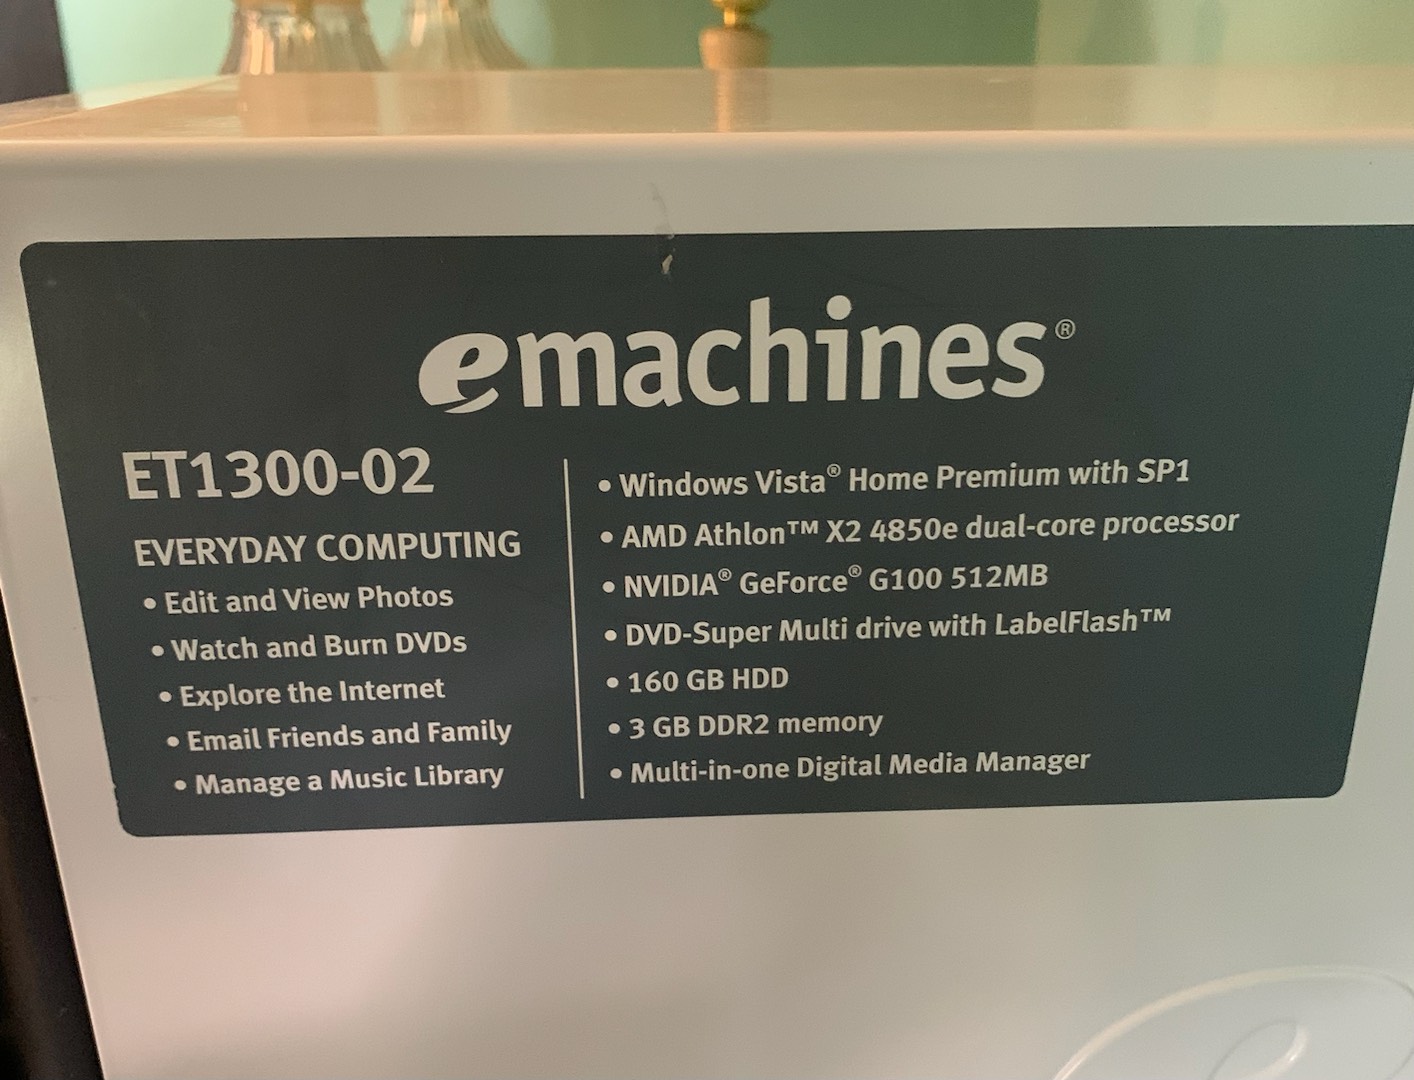 emachines®
ET1300-02
EVERYDAY COMPUTING
• Edit and View Photos
• Watch and Burn DVDs
• Explore the Internet
• Email Friends and Family
• Manage a Music Library
• Windows Vista® Home Premium with SP1
• AMD Athlon™ X2 4850e dual-core processor
• NVIDIA® GeForce® G100 512MB
• DVD-Super Multi drive with LabelFlash™
• 160 GB HDD
• 3 GB DDR2 memory
• Multi-in-one Digital Media Manager